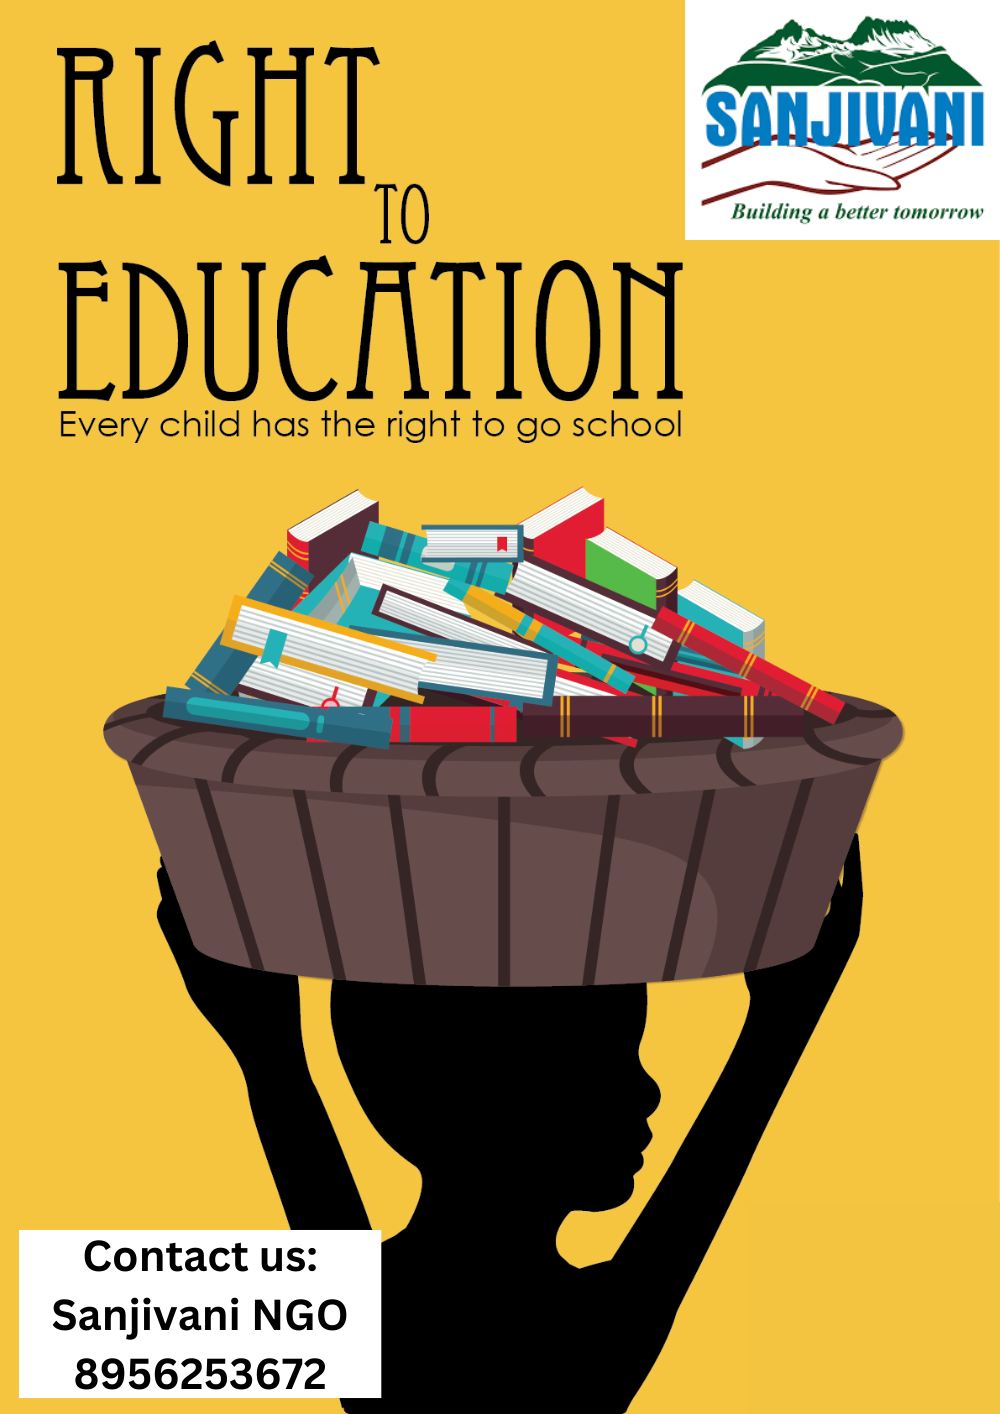 RIGHT
TO
EDUCATION
Every child has the right to go school
SANJIVANI
Building a better tomorrow
Contact us:
Sanjivani NGO
8956253672